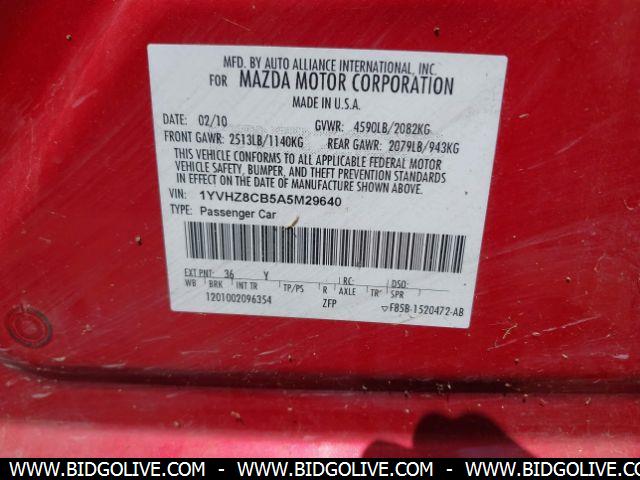 MFD. BY AUTO ALLIANCE INTERNATIONAL, INC.
FOR MAZDA MOTOR CORPORATION
MADE IN U.S.A.
DATE: 02/10 GVWR: 4590LB/2082KG
FRONT GAWR: 2513LB/1140KG REAR GAWR: 2079LB/943KG
THIS VEHICLE CONFORMS TO ALL APPLICABLE FEDERAL MOTOR
VEHICLE SAFETY, BUMPER, AND THEFT PREVENTION STANDARDS
IN EFFECT ON THE DATE OF MANUFACTURE SHOWN ABOVE.
VIN: 1YVHZ8CB5A5M29640
TYPE: Passenger Car
EXT PNT: 36 Y RC: DSO:
WB BRK INT TR TP/PS R AXLE TR SPR
1201002096354 ZFP ▽F85B-1520472-AB
WWW.BIDGOLIVE.COM - WWW.BIDGOLIVE.COM - WWW.BIDGOLIVE.COM